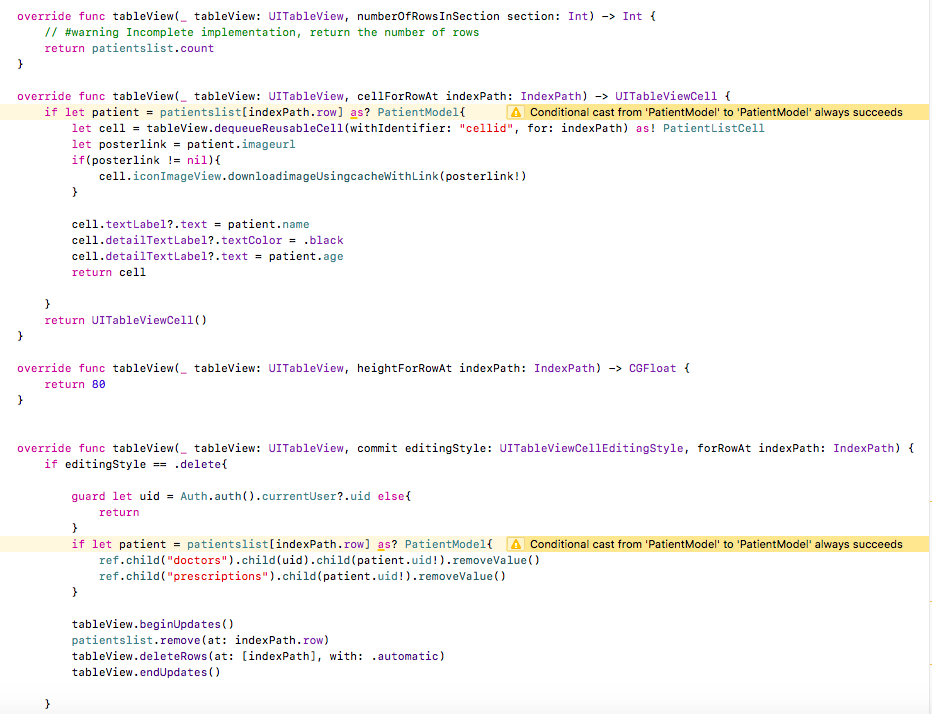 override func tableView(_ tableView: UITableView, numberOfRowsInSection section: Int) -> Int {
// #warning Incomplete implementation, return the number of rows
return patientslist.count
}
override func tableView(_ tableView: UITableView, cellForRowAt indexPath: IndexPath) -> UITableViewCell {
if let patient = patientslist[indexPath.row] as? PatientModel{ Conditional cast from 'PatientModel' to 'PatientModel' always succeeds
let cell = tableView.dequeueReusableCell(withIdentifier: "cellid", for: indexPath) as! PatientListCell
let posterlink = patient.imageurl
if(posterlink != nil){
cell.iconImageView.downloadimageUsingcacheWithLink(posterlink!)
}
cell.textLabel?.text = patient.name
cell.detailTextLabel?.textColor = .black
cell.detailTextLabel?.text = patient.age
return cell
}
return UITableViewCell()
}
override func tableView(_ tableView: UITableView, heightForRowAt indexPath: IndexPath) -> CGFloat {
return 80
}
override func tableView(_ tableView: UITableView, commit editingStyle: UITableViewCellEditingStyle, forRowAt indexPath: IndexPath) {
if editingStyle == .delete{
guard let uid = Auth.auth().currentUser?.uid else{
return
}
if let patient = patientslist[indexPath.row] as? PatientModel{ Conditional cast from 'PatientModel' to 'PatientModel' always succeeds
ref.child("doctors").child(uid).child(patient.uid!).removeValue()
ref.child("prescriptions").child(patient.uid!).removeValue()
}
tableView.beginUpdates()
patientslist.remove(at: indexPath.row)
tableView.deleteRows(at: [indexPath], with: .automatic)
tableView.endUpdates()
}